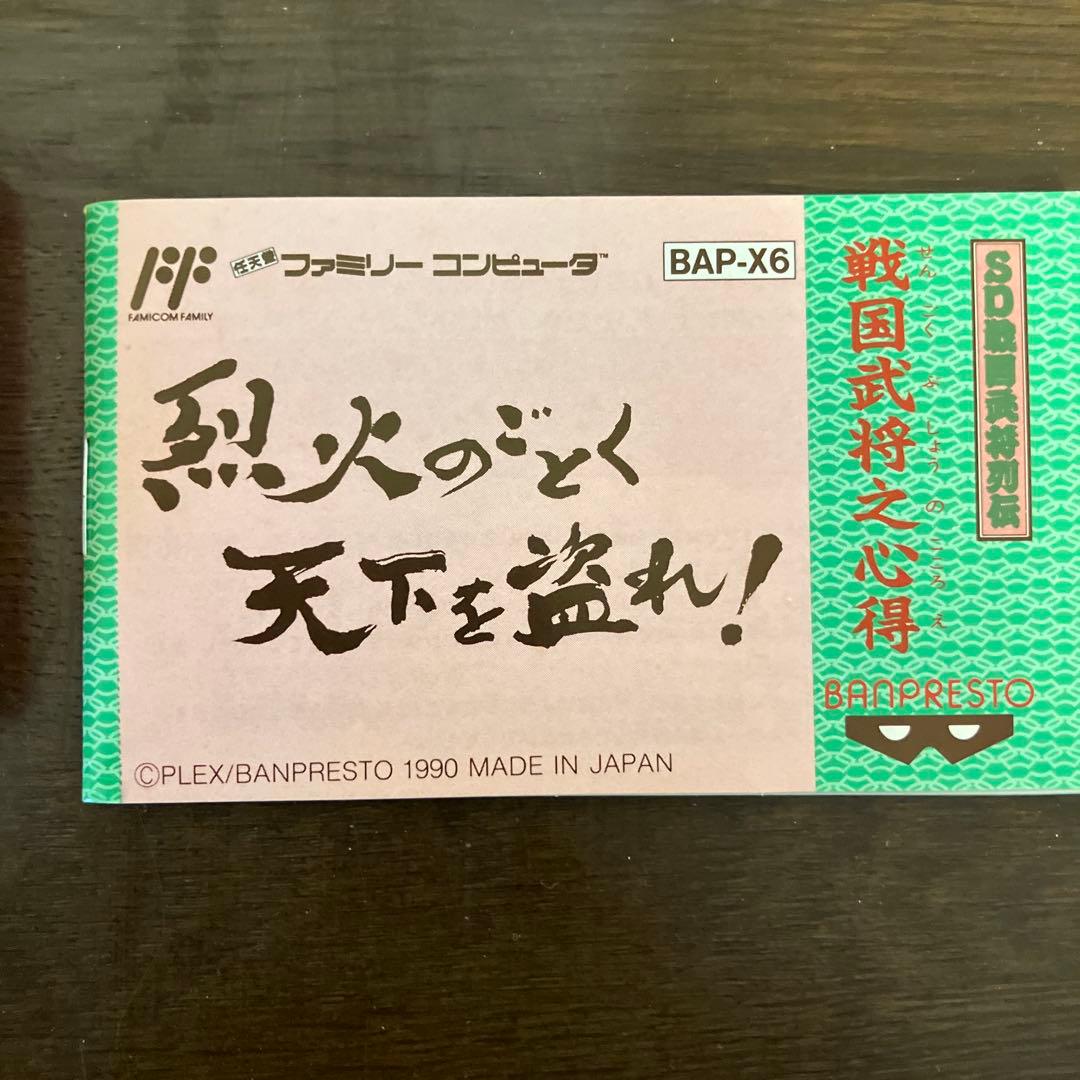 FAMICOM FAMILY
任天堂 ファミリー コンピュータ™
BAP-X6
烈火のごとく
天下を盗れ!
©PLEX/BANPRESTO 1990 MADE IN JAPAN
SD戦国武将列伝
戦国武将之心得
せんごくぶしょうのこころえ
BANPRESTO